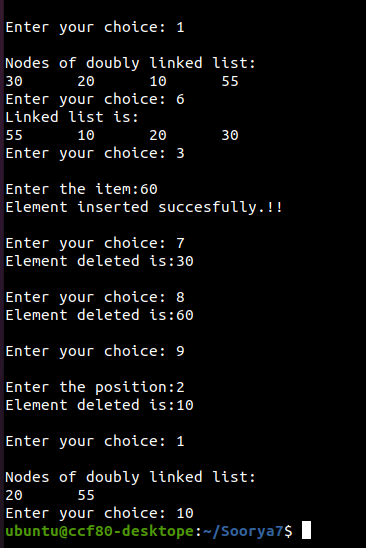 Enter your choice: 1
Nodes of doubly linked list:
30 20 10 55
Enter your choice: 6
Linked list is:
55 10 20 30
Enter your choice: 3
Enter the item:60
Element inserted succesfully.!!
Enter your choice: 7
Element deleted is:30
Enter your choice: 8
Element deleted is:60
Enter your choice: 9
Enter the position:2
Element deleted is:10
Enter your choice: 1
Nodes of doubly linked list:
20 55
Enter your choice: 10
ubuntu@ccf80-desktope:~/Soorya7$